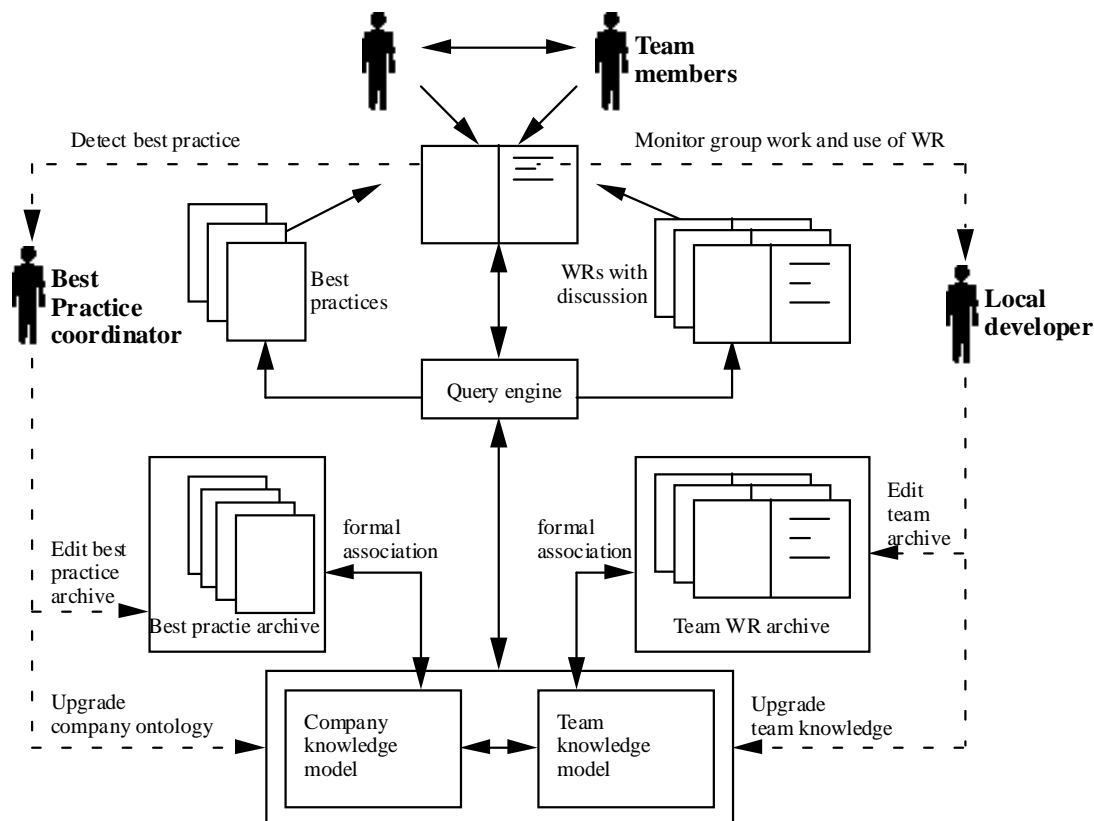 Team
members
Detect best practice
Monitor group work and use of WR
Best
Practice
coordinator
Best
practices
WRs with
discussion
Local
developer
Query engine
Edit best
practice
archive
formal
association
formal
association
Edit
team
archive
Best practie archive
Team WR archive
Upgrade
company ontology
Company
knowledge
model
Team
knowledge
model
Upgrade
team knowledge